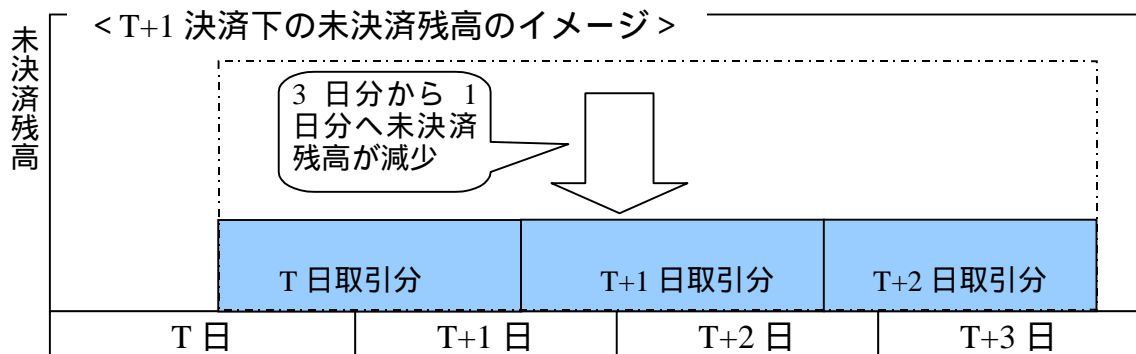 <T+1 決済下の未決済残高のイメージ>
未決済残高
3 日分から 1
日分へ未決済
残高が減少
T 日取引分
T+1 日取引分
T+2 日取引分
T 日
T+1 日
T+2 日
T+3 日